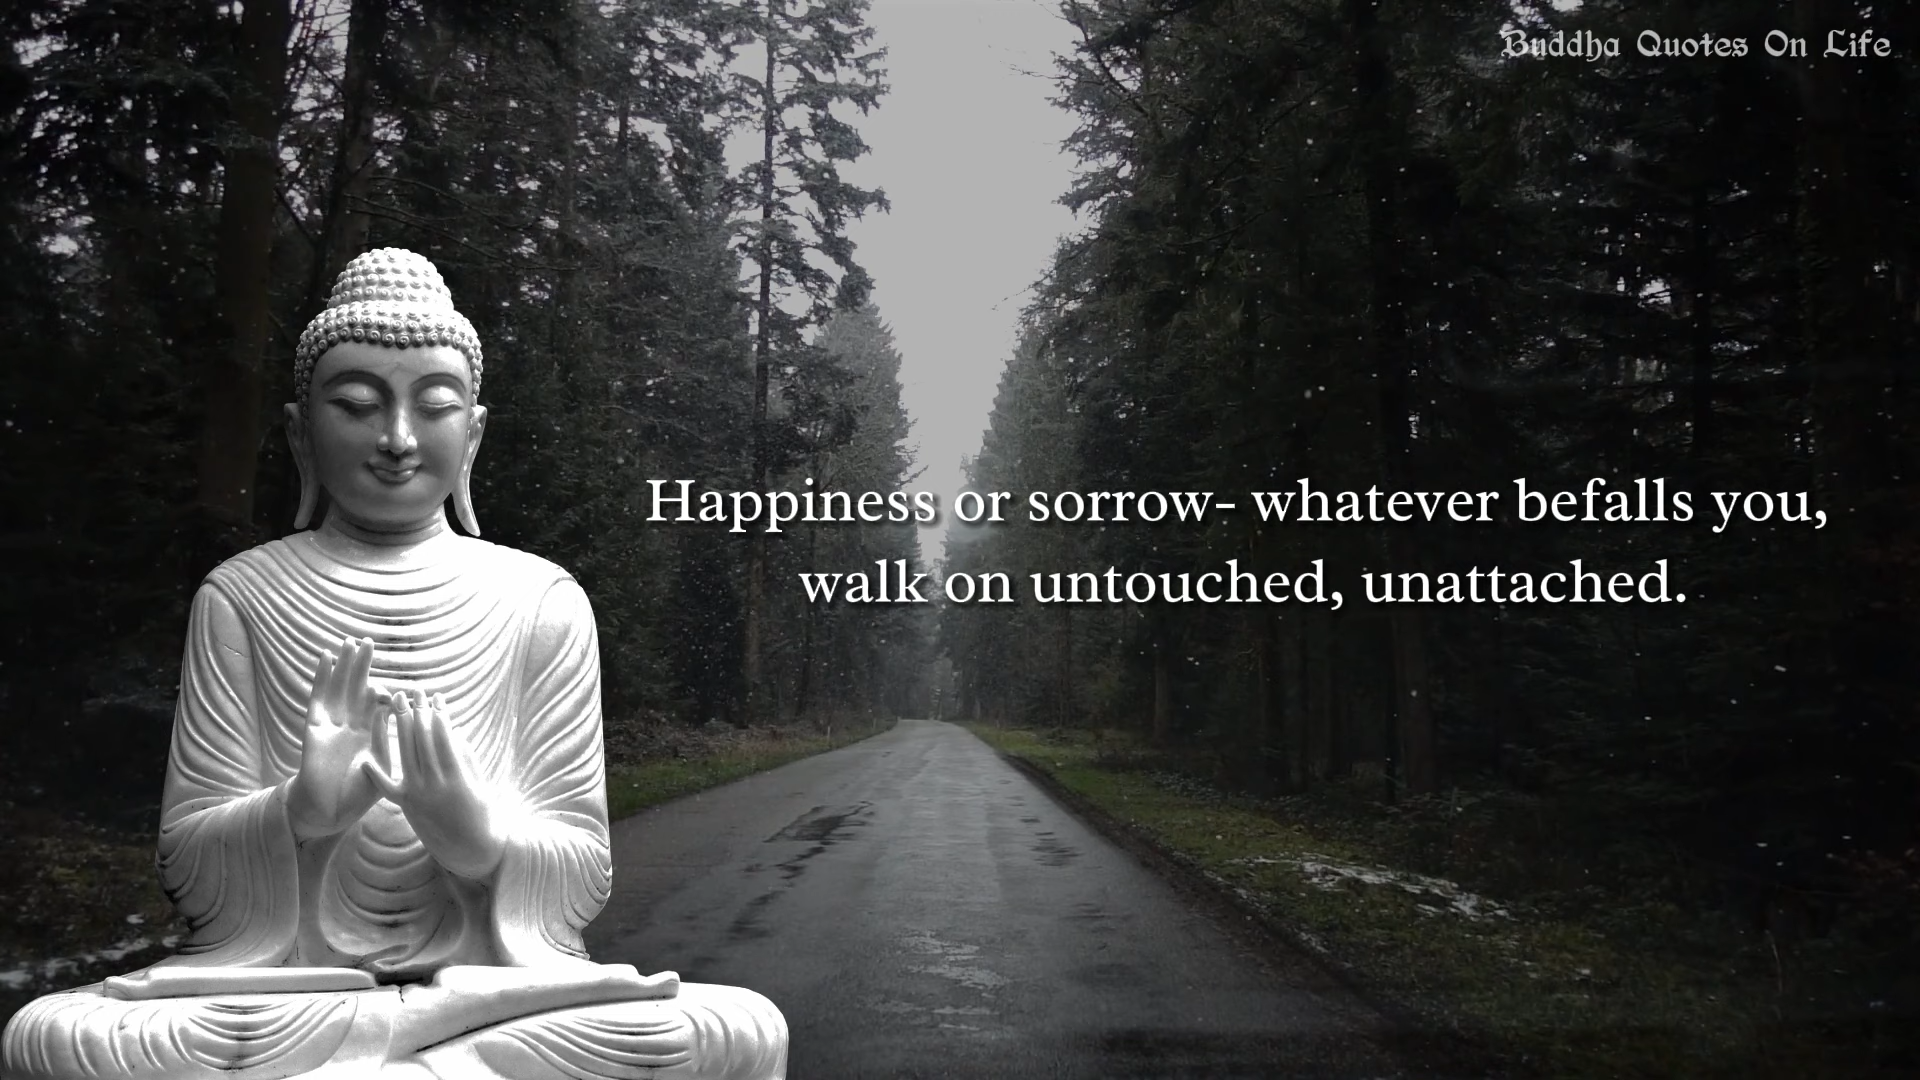 Buddha Quotes On Life
Happiness or sorrow- whatever befalls you,
walk on untouched, unattached.